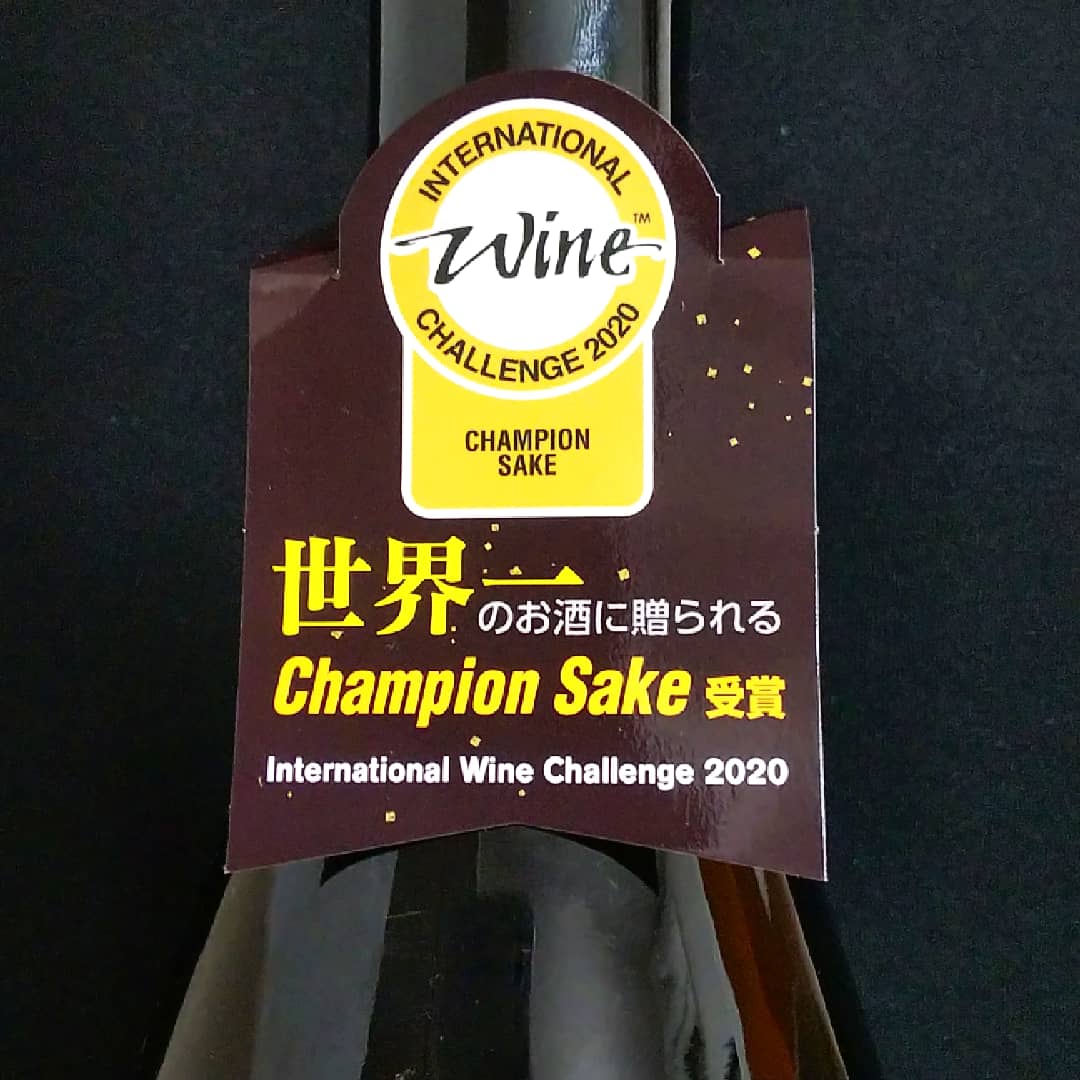 INTERNATIONAL
Wine™
CHALLENGE 2020
CHAMPION
SAKE
世界一のお酒に贈られる
Champion Sake 受賞
International Wine Challenge 2020